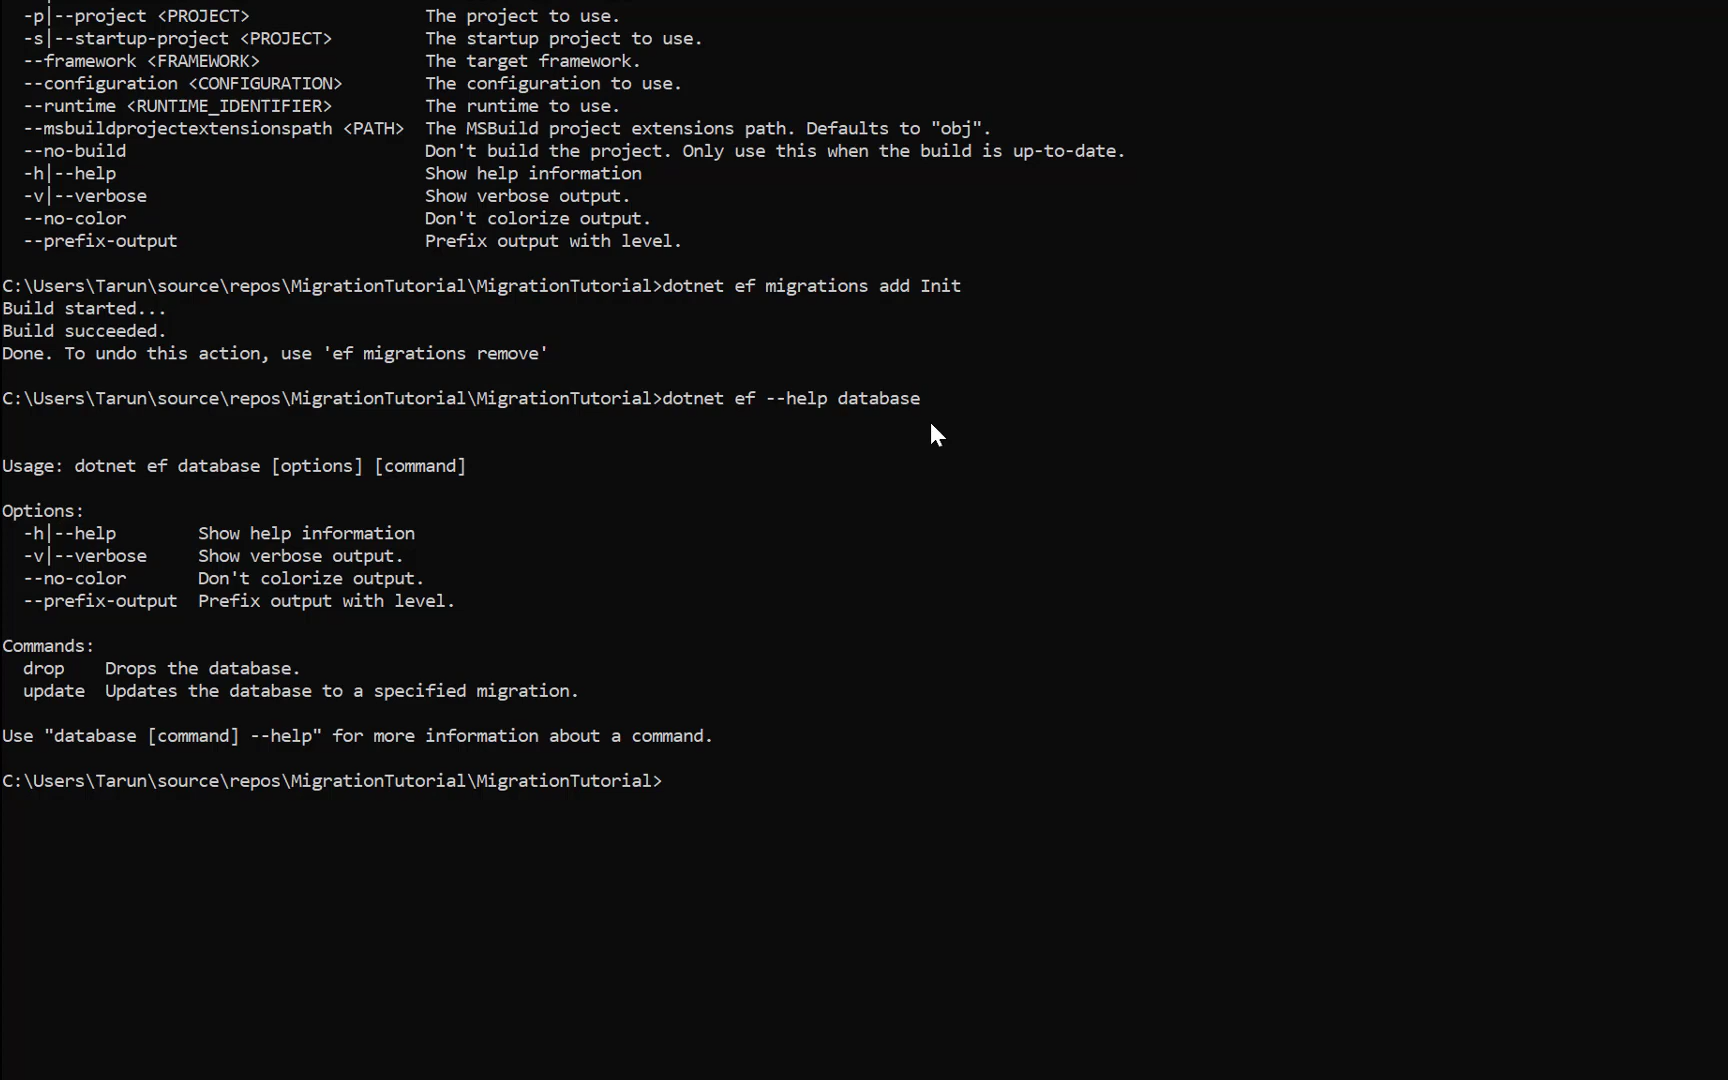 -p|--project <PROJECT> The project to use.
-s|--startup-project <PROJECT> The startup project to use.
--framework <FRAMEWORK> The target framework.
--configuration <CONFIGURATION> The configuration to use.
--runtime <RUNTIME_IDENTIFIER> The runtime to use.
--msbuildprojectextensionspath <PATH> The MSBuild project extensions path. Defaults to "obj".
--no-build Don't build the project. Only use this when the build is up-to-date.
-h|--help Show help information
-v|--verbose Show verbose output.
--no-color Don't colorize output.
--prefix-output Prefix output with level.
C:\Users\Tarun\source\repos\MigrationTutorial\MigrationTutorial>dotnet ef migrations add Init
Build started...
Build succeeded.
Done. To undo this action, use 'ef migrations remove'
C:\Users\Tarun\source\repos\MigrationTutorial\MigrationTutorial>dotnet ef --help database
Usage: dotnet ef database [options] [command]
Options:
-h|--help Show help information
-v|--verbose Show verbose output.
--no-color Don't colorize output.
--prefix-output Prefix output with level.
Commands:
drop Drops the database.
update Updates the database to a specified migration.
Use "database [command] --help" for more information about a command.
C:\Users\Tarun\source\repos\MigrationTutorial\MigrationTutorial>